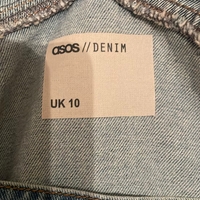 asos // DENIM
UK 10